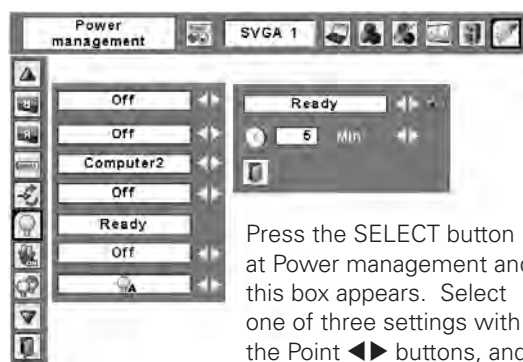 Power
management
SVGA 1
Off
Off
Computer2
Off
Ready
Off
A
Ready
5 Min
Press the SELECT button
at Power management and
this box appears. Select
one of three settings with
the Point ◀▶ buttons, and